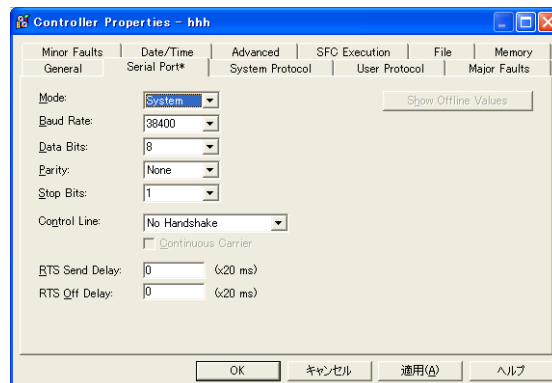 Controller Properties - hhh
Minor Faults Date/Time Advanced SFC Execution File Memory
General Serial Port* System Protocol User Protocol Major Faults
Mode: System Show Offline Values
Baud Rate: 38400
Data Bits: 8
Parity: None
Stop Bits: 1
Control Line: No Handshake
Continuous Carrier
RTS Send Delay: 0 (x20 ms)
RTS Off Delay: 0 (x20 ms)
OK キャンセル 適用(A) ヘルプ